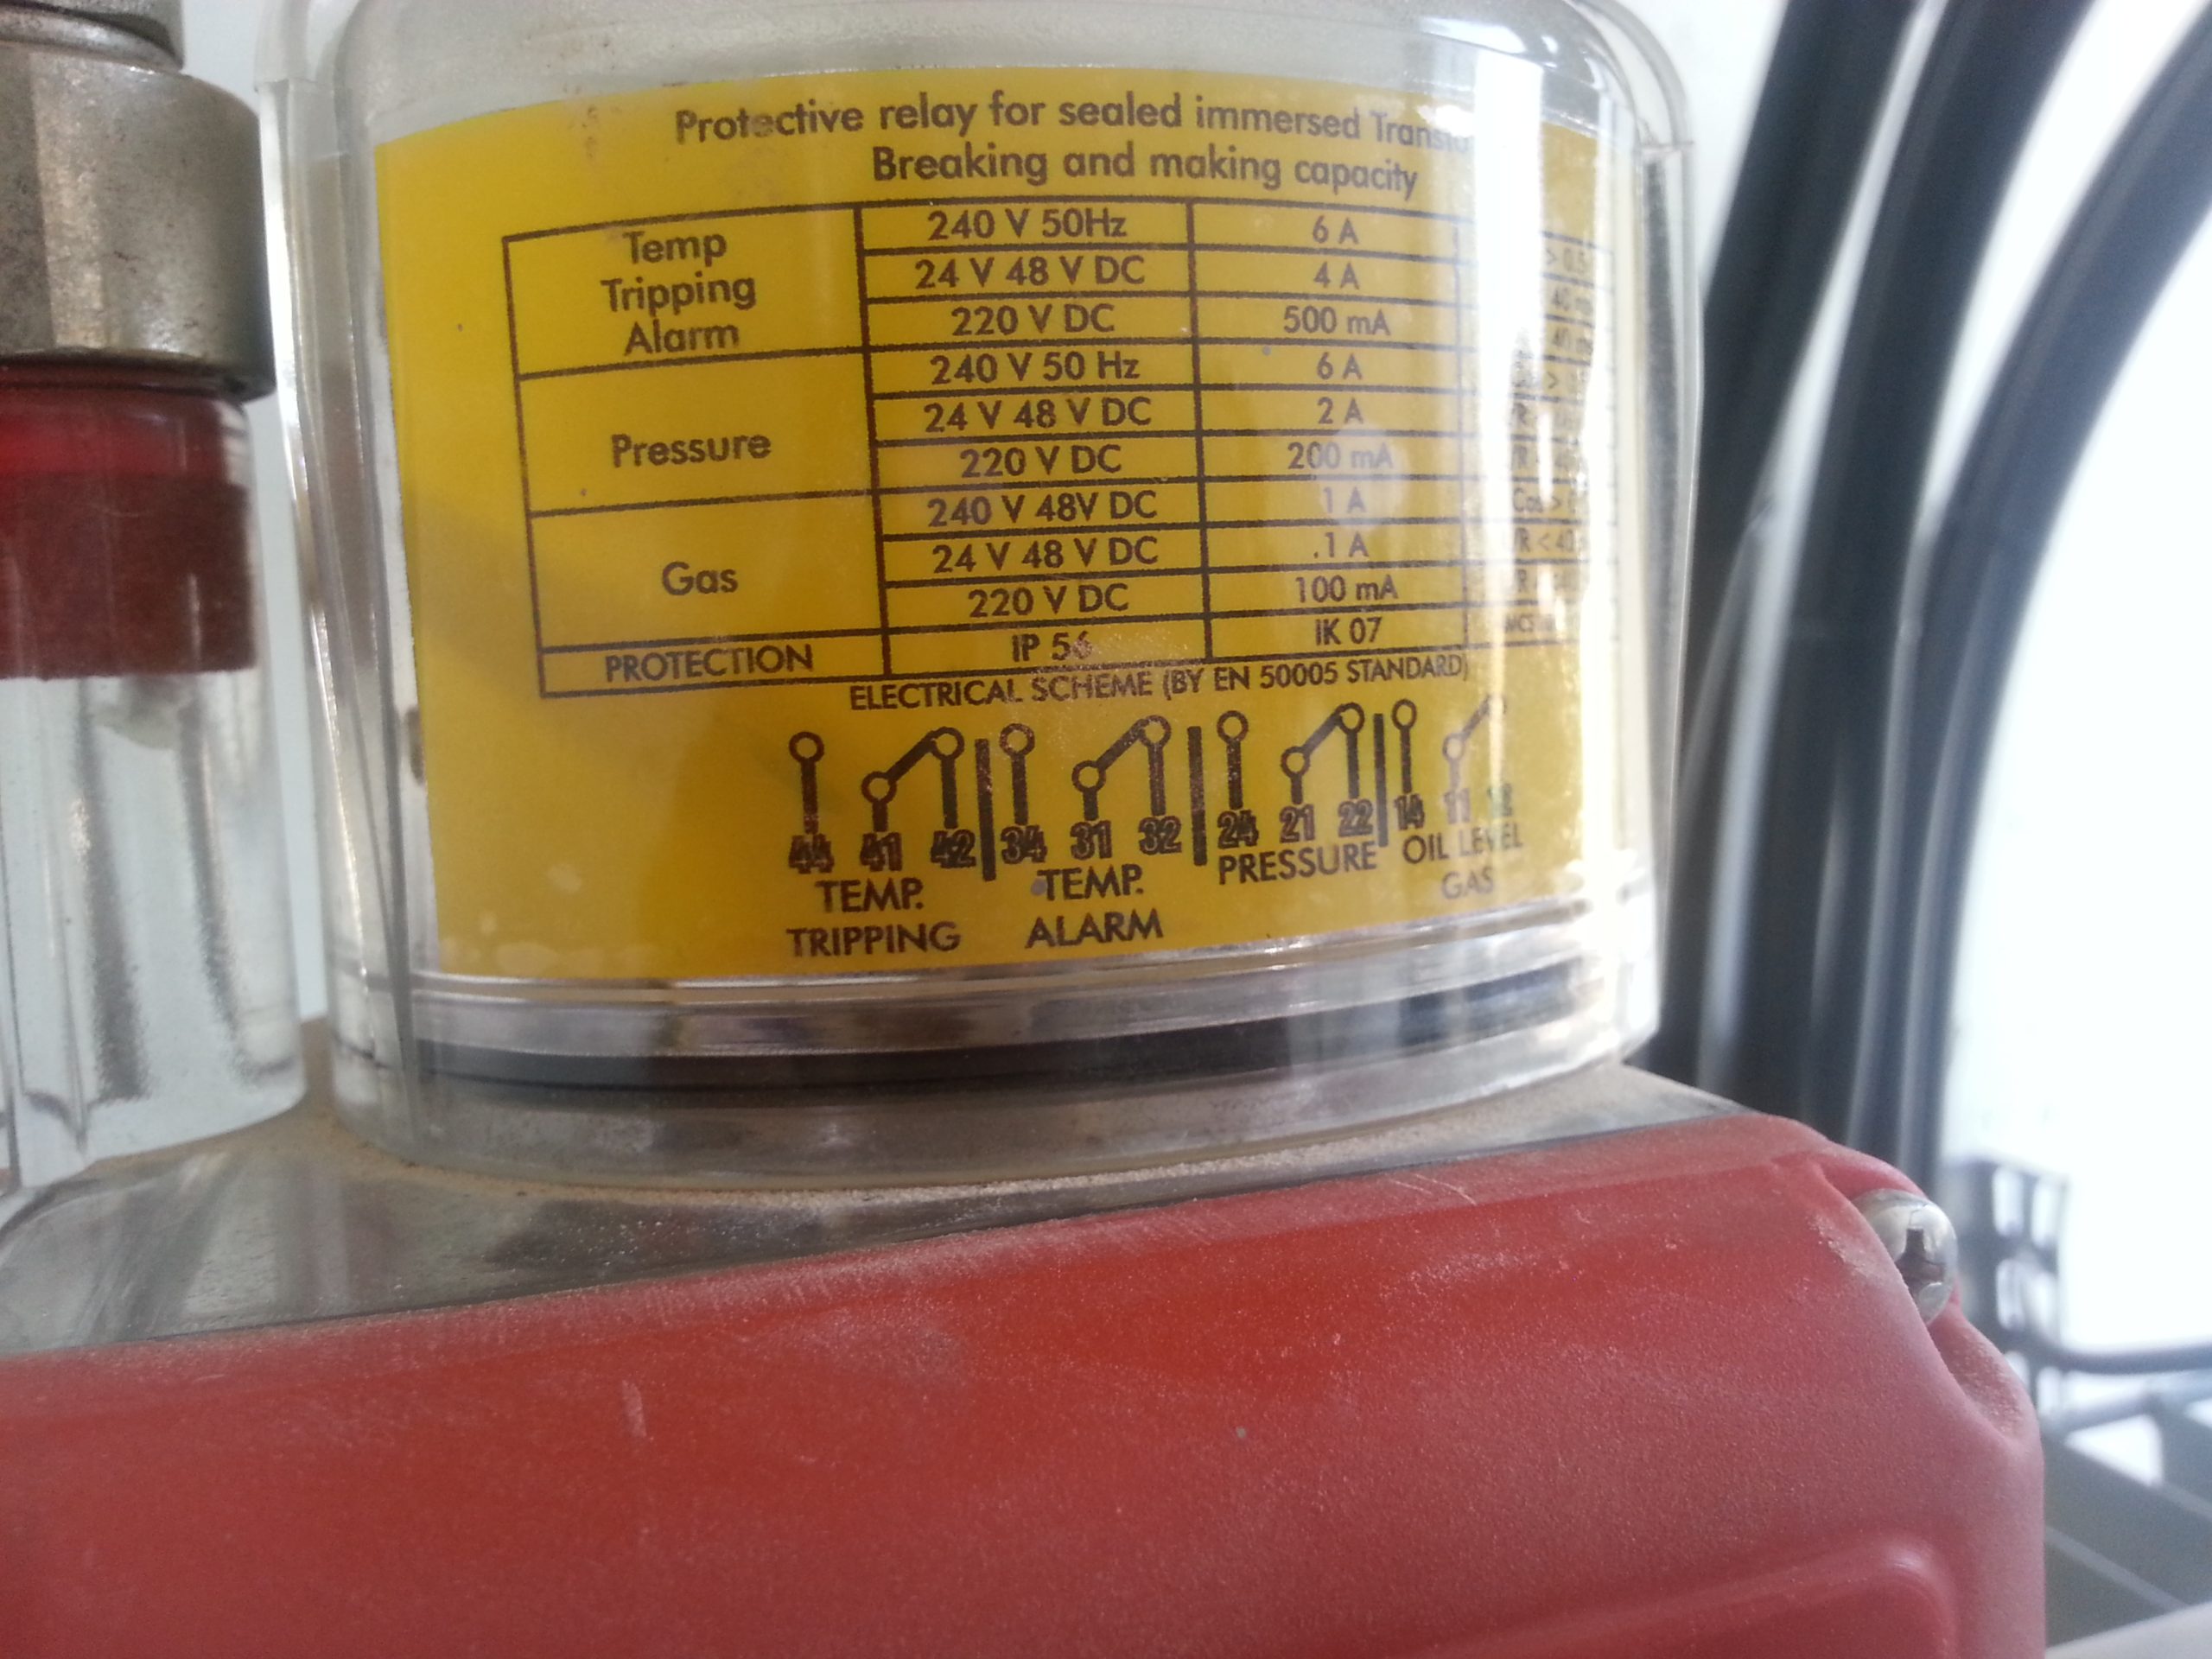 Protective relay for sealed immersed
Breaking and making capacity
Temp Tripping Alarm
240 V 50Hz 6 A
24 V 48 V DC 4 A
220 V DC 500 mA
Pressure
240 V 50 Hz 6 A
24 V 48 V DC 2 A
220 V DC 200 mA
Gas
240 V 48V DC 1 A
24 V 48 V DC .1 A
220 V DC 100 mA
PROTECTION IP 56 IK 07
ELECTRICAL SCHEME (BY EN 50005 STANDARD)
44 41 42 34 31 32 24 21 22 14 11 12
TEMP. TRIPPING
TEMP. ALARM
PRESSURE
OIL LEVEL GAS